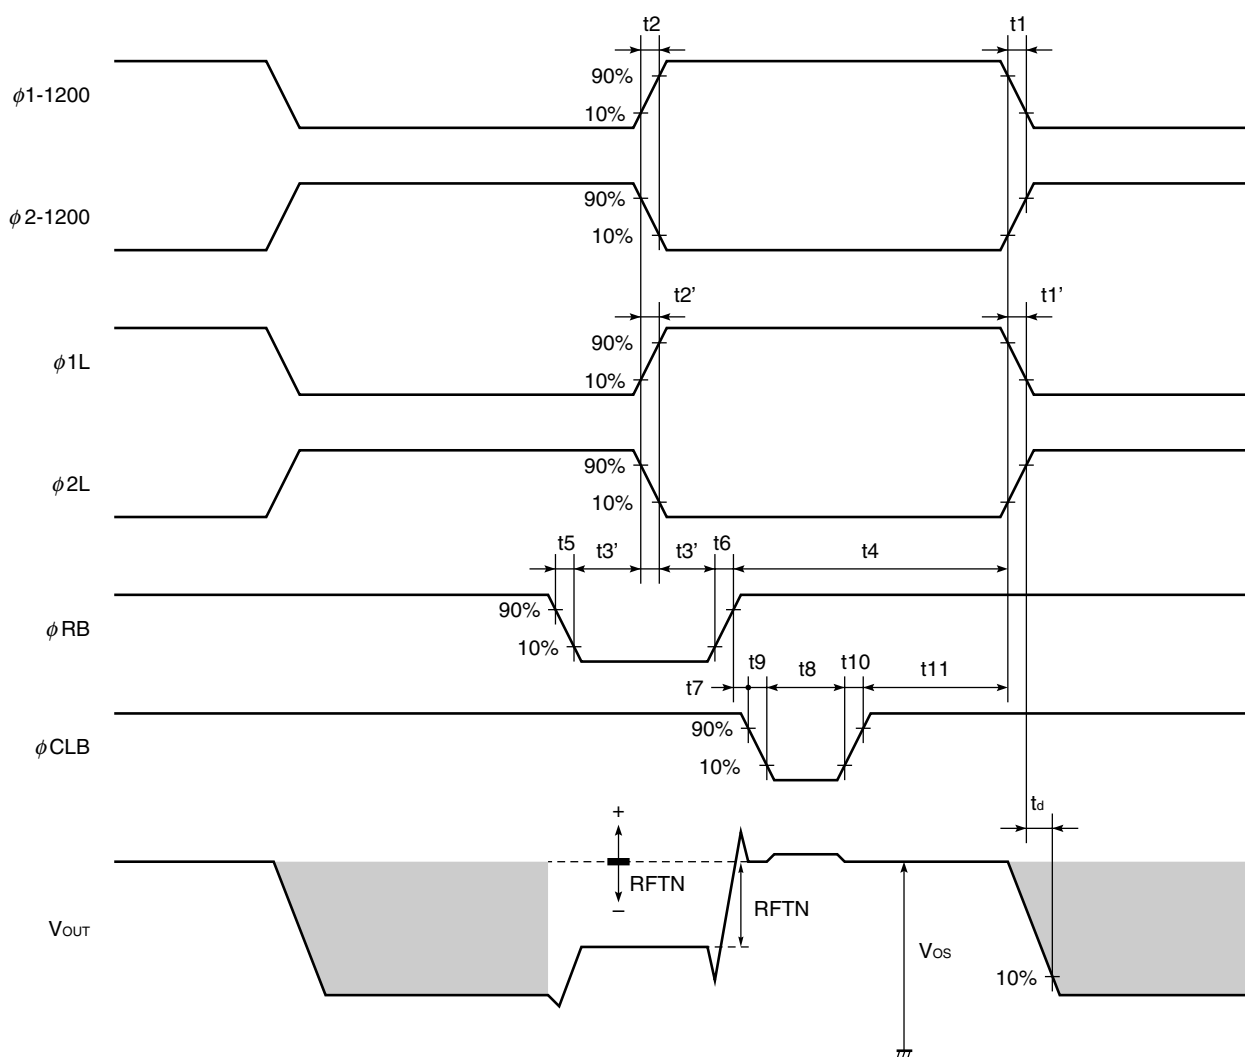 t2 t1
90%
ϕ1-1200
10%
90%
ϕ2-1200
10%
t2’ t1’
90%
ϕ1L
10%
90%
ϕ2L
10%
t5 t3’ t3’ t6 t4
90%
ϕRB
10%
t7 t9 t8 t10 t11
90%
ϕCLB
10%
td
+
RFTN
−
RFTN
VOUT
VOS
10%